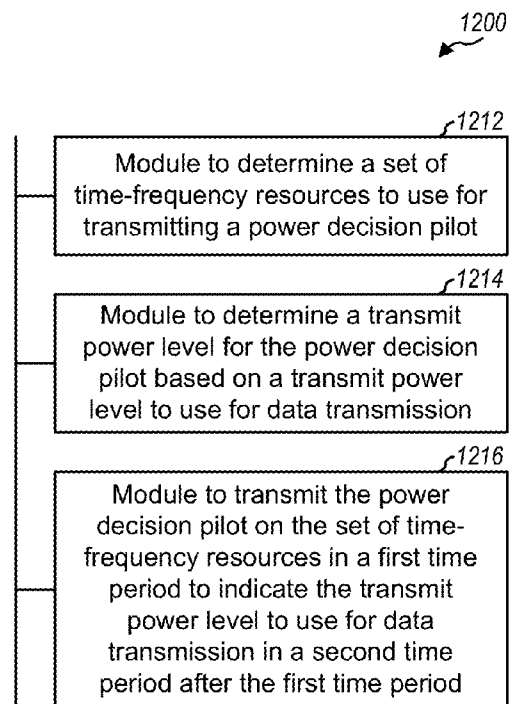 1200
1212
Module to determine a set of
time-frequency resources to use for
transmitting a power decision pilot
1214
Module to determine a transmit
power level for the power decision
pilot based on a transmit power
level to use for data transmission
1216
Module to transmit the power
decision pilot on the set of time-
frequency resources in a first time
period to indicate the transmit
power level to use for data
transmission in a second time
period after the first time period